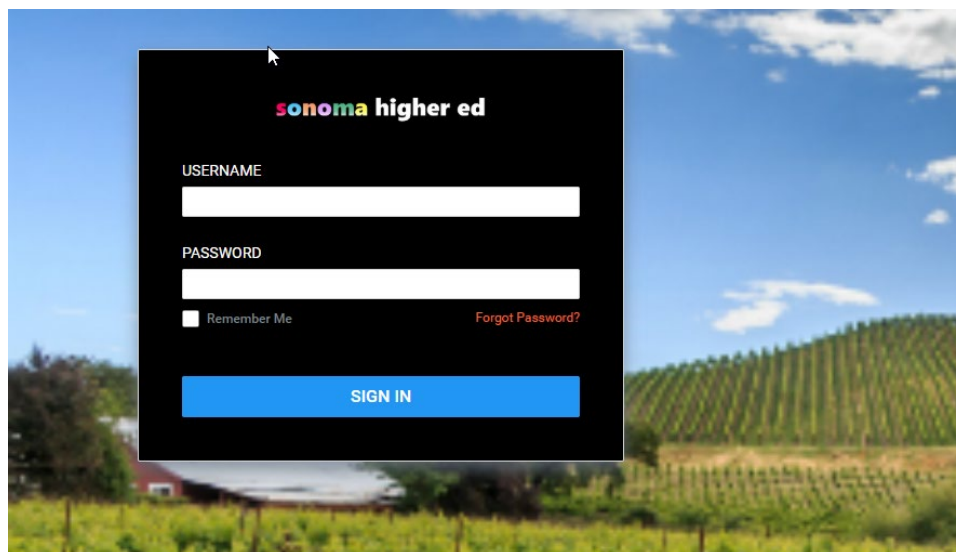 sonoma higher ed
USERNAME
PASSWORD
Remember Me
Forgot Password?
SIGN IN